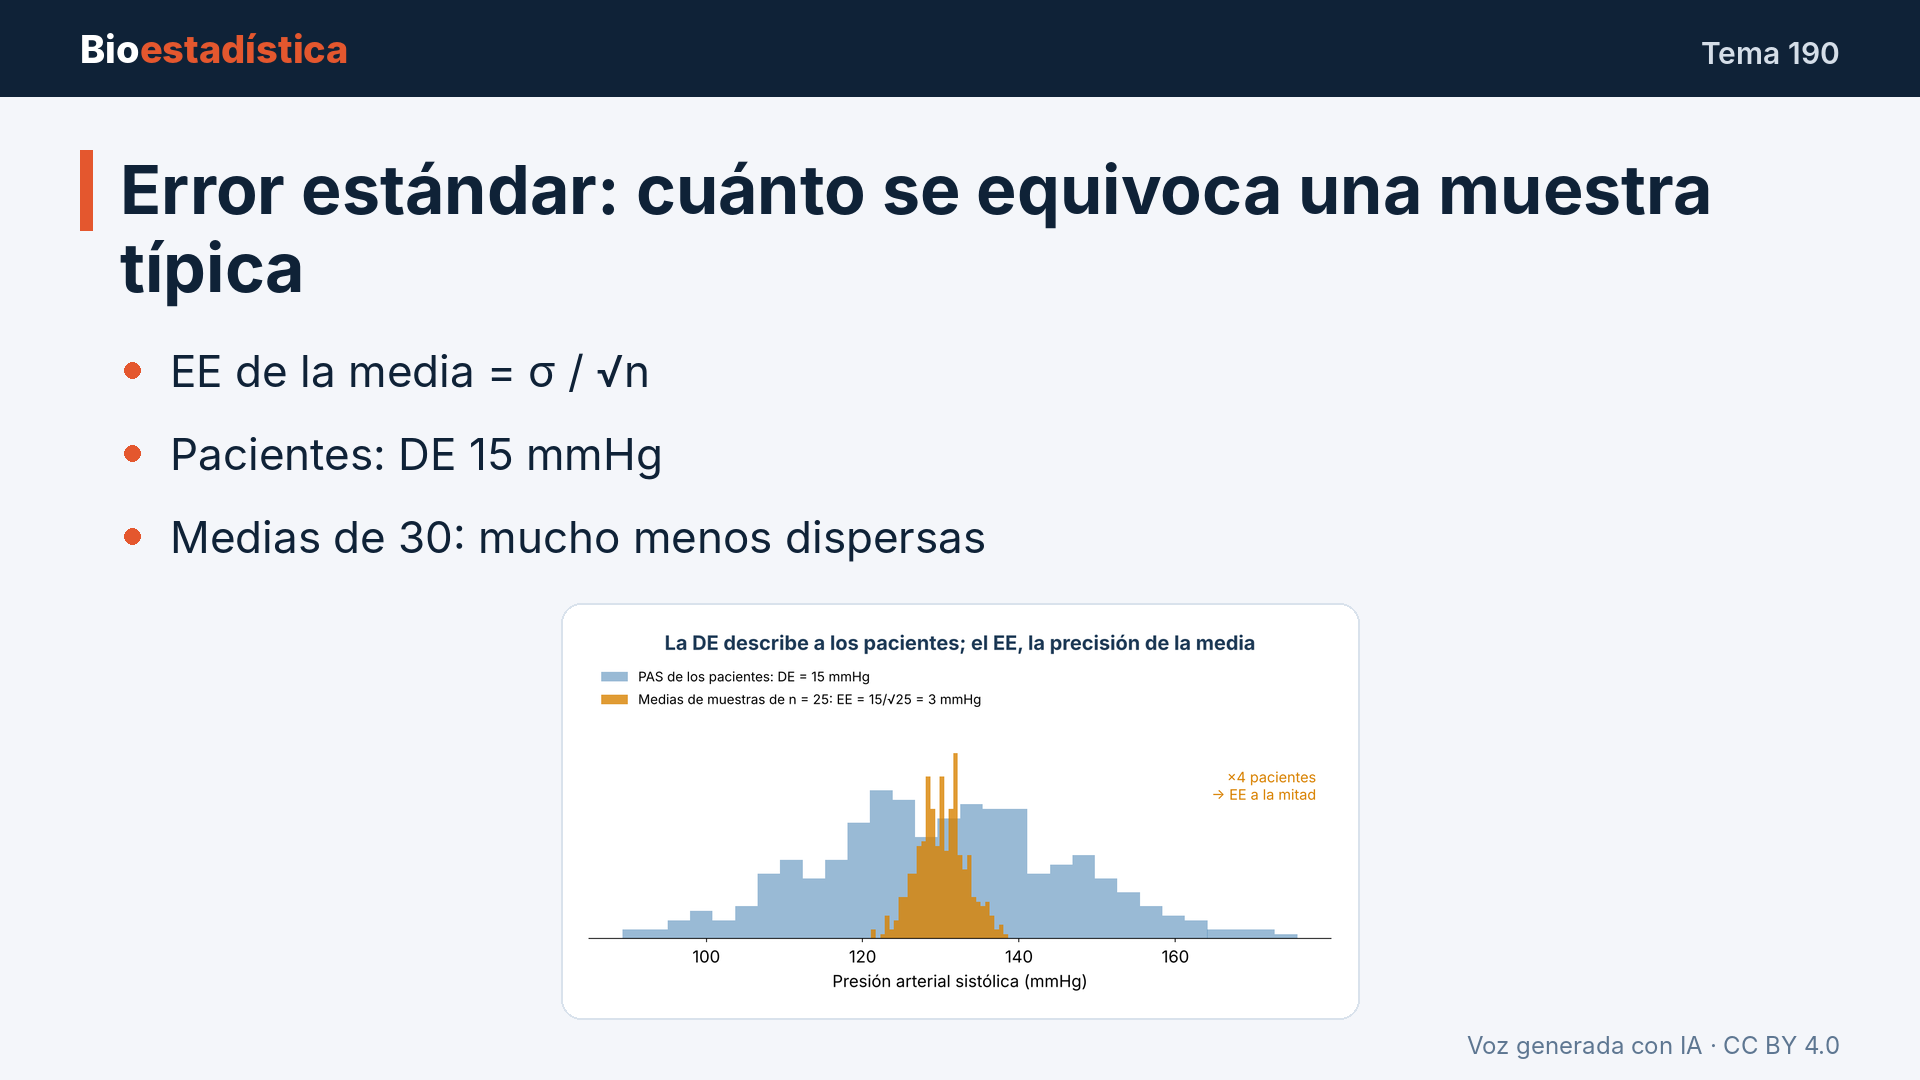 Bioestadística
Tema 190
Error estándar: cuánto se equivoca una muestra
típica
EE de la media = σ / √n
Pacientes: DE 15 mmHg
Medias de 30: mucho menos dispersas
La DE describe a los pacientes; el EE, la precisión de la media
PAS de los pacientes: DE = 15 mmHg
Medias de muestras de n = 25: EE = 15/√25 = 3 mmHg
×4 pacientes
→ EE a la mitad
100 120 140 160
Presión arterial sistólica (mmHg)
Voz generada con IA · CC BY 4.0